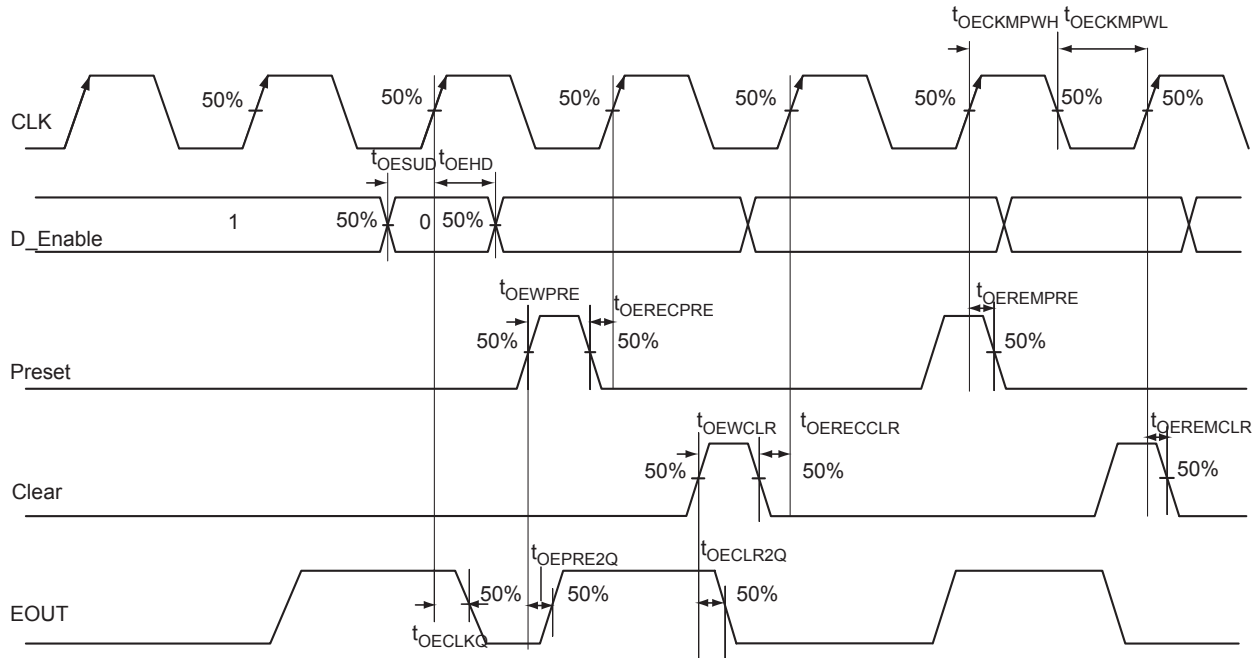 tOECKMPWH tOECKMPWL
50% 50% 50% 50% 50% 50% 50%
CLK
tOESUD tOEHD
1 50% 0 50%
D_Enable
tOEWPRE tOERECPRE tOEREMPRE
50% 50% 50%
Preset
tOEWCLR tOERECCLR tOEREMCLR
50% 50% 50%
Clear
tOEPRE2Q tOECLR2Q
50% 50% 50%
EOUT
tOECLKQ